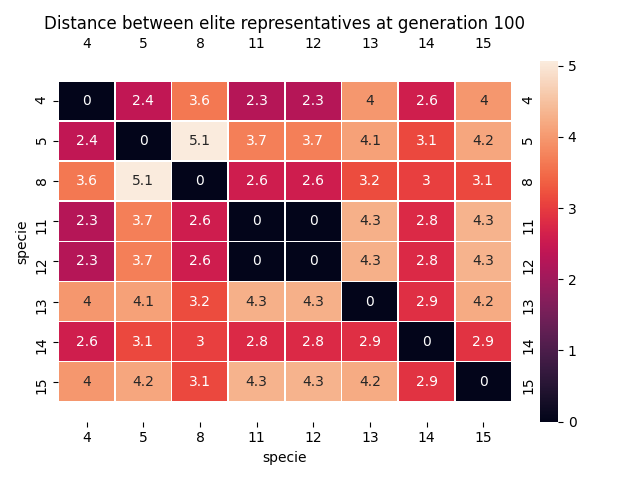 Distance between elite representatives at generation 100
4 5 8 11 12 13 14 15
4 0 2.4 3.6 2.3 2.3 4 2.6 4 4
5 2.4 0 5.1 3.7 3.7 4.1 3.1 4.2 5
8 3.6 5.1 0 2.6 2.6 3.2 3 3.1 8
11 2.3 3.7 2.6 0 0 4.3 2.8 4.3 11
12 2.3 3.7 2.6 0 0 4.3 2.8 4.3 12
13 4 4.1 3.2 4.3 4.3 0 2.9 4.2 13
14 2.6 3.1 3 2.8 2.8 2.9 0 2.9 14
15 4 4.2 3.1 4.3 4.3 4.2 2.9 0 15
4 5 8 11 12 13 14 15
specie
specie
5
4
3
2
1
0